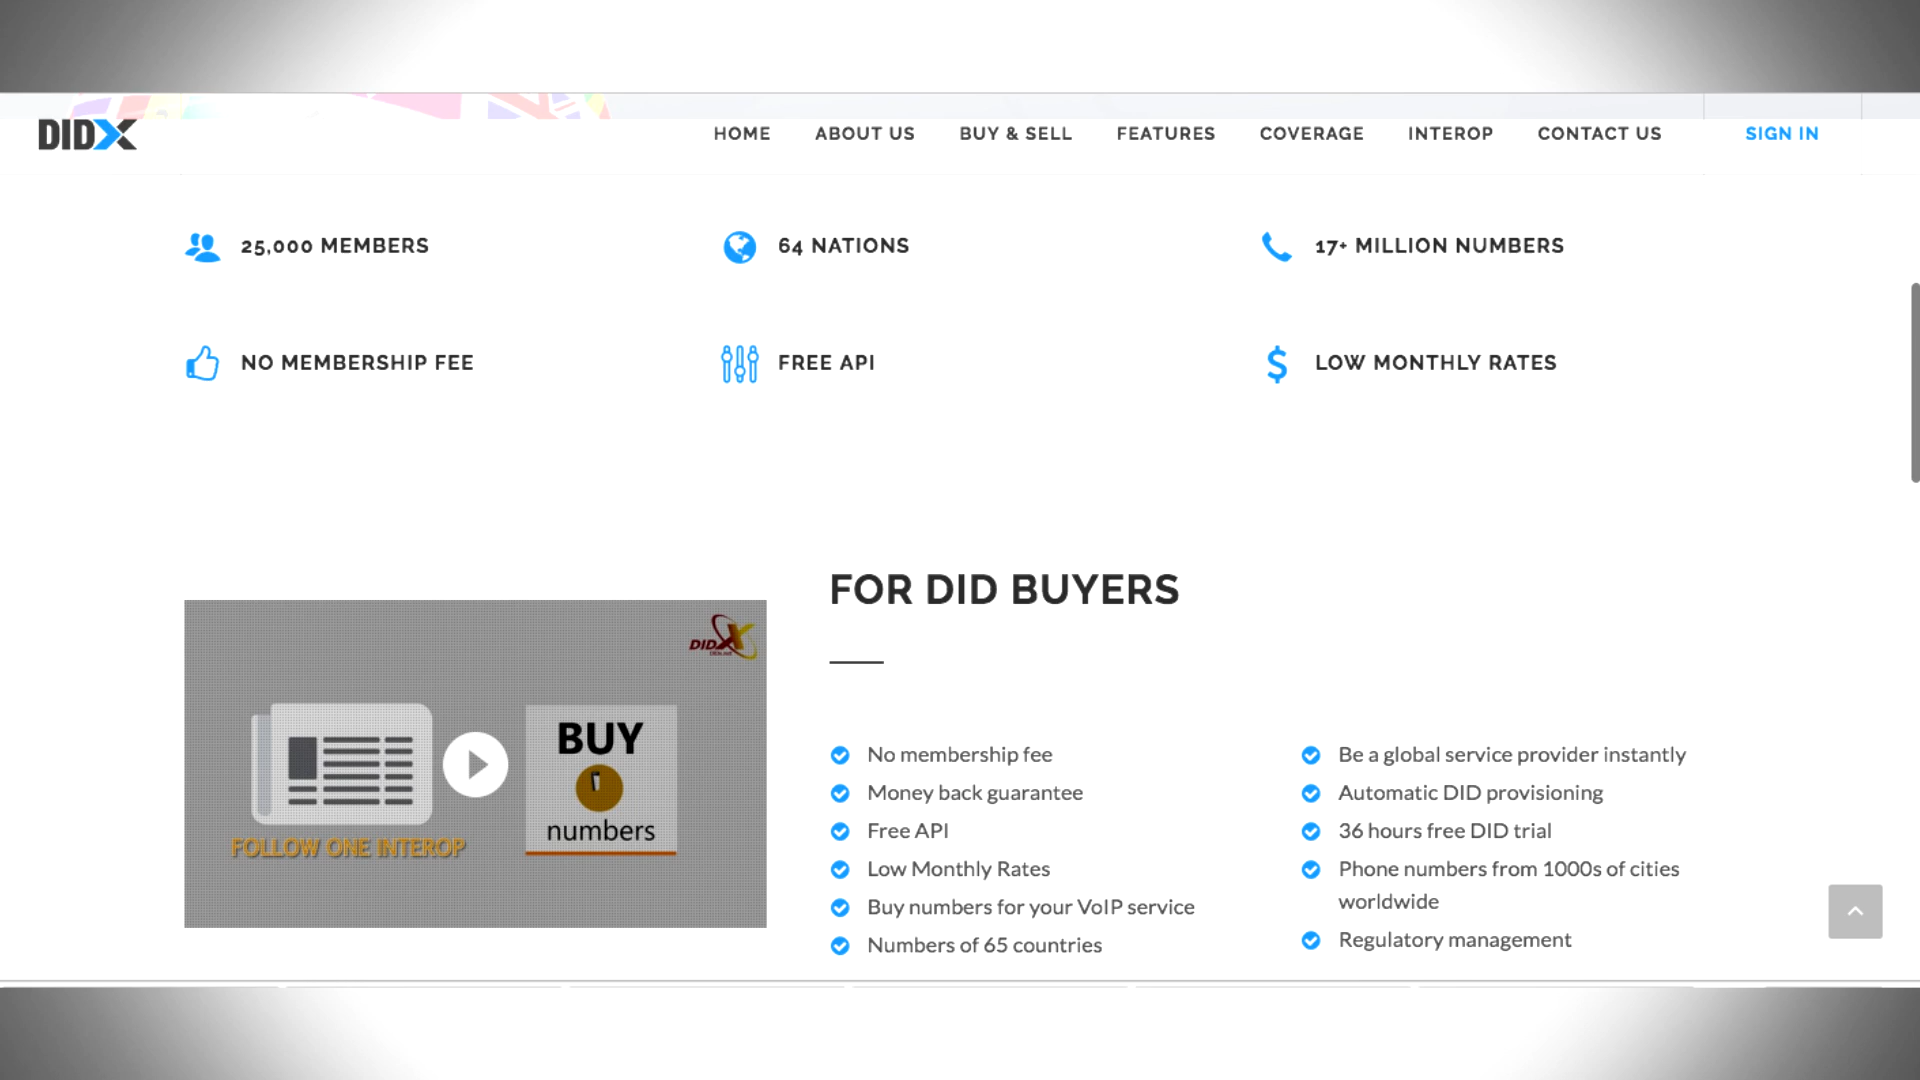 DIDX
HOME ABOUT US BUY & SELL FEATURES COVERAGE INTEROP CONTACT US SIGN IN
25,000 MEMBERS
64 NATIONS
17+ MILLION NUMBERS
NO MEMBERSHIP FEE
FREE API
LOW MONTHLY RATES
DIDX
FOLLOW ONE INTEROP
BUY
numbers
FOR DID BUYERS
No membership fee
Money back guarantee
Free API
Low Monthly Rates
Buy numbers for your VoIP service
Numbers of 65 countries
Be a global service provider instantly
Automatic DID provisioning
36 hours free DID trial
Phone numbers from 1000s of cities
worldwide
Regulatory management